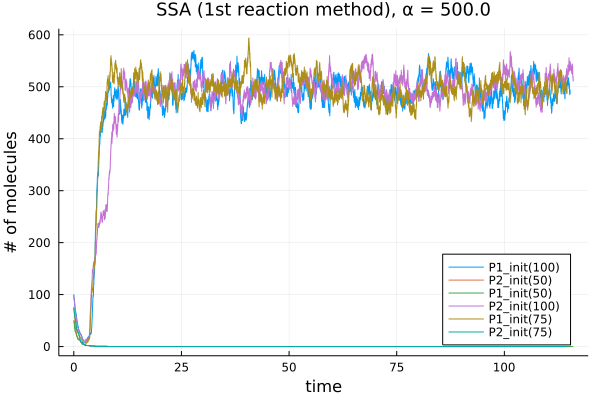 SSA (1st reaction method), α = 500.0
# of molecules
600
500
400
300
200
100
0
P1_init(100)
P2_init(50)
P1_init(50)
P2_init(100)
P1_init(75)
P2_init(75)
0
25
50
75
100
time